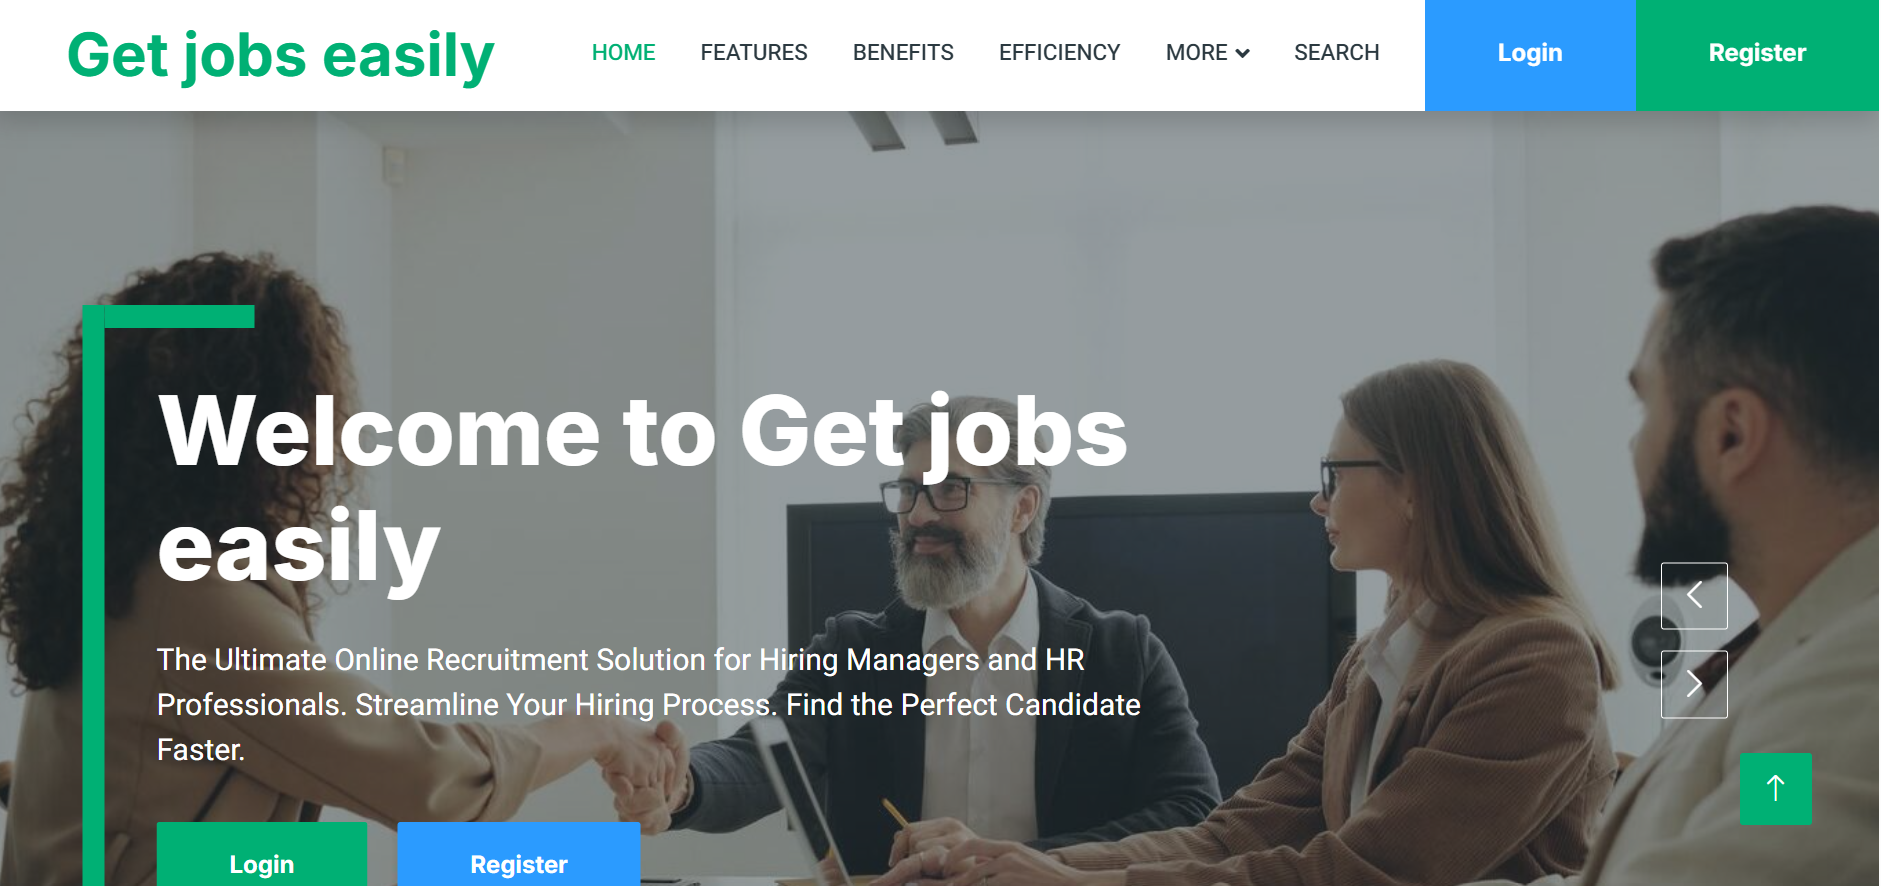 Get jobs easily
HOME FEATURES BENEFITS EFFICIENCY MORE SEARCH Login Register
Welcome to Get jobs
easily
The Ultimate Online Recruitment Solution for Hiring Managers and HR
Professionals. Streamline Your Hiring Process. Find the Perfect Candidate
Faster.
Login Register